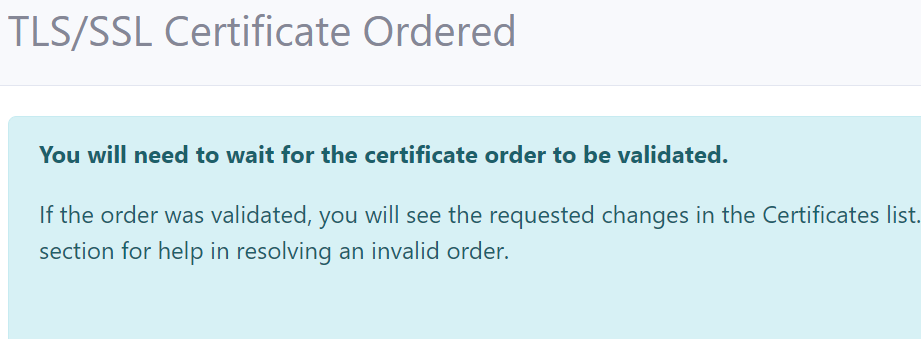 TLS/SSL Certificate Ordered
You will need to wait for the certificate order to be validated.
If the order was validated, you will see the requested changes in the Certificates list.
section for help in resolving an invalid order.